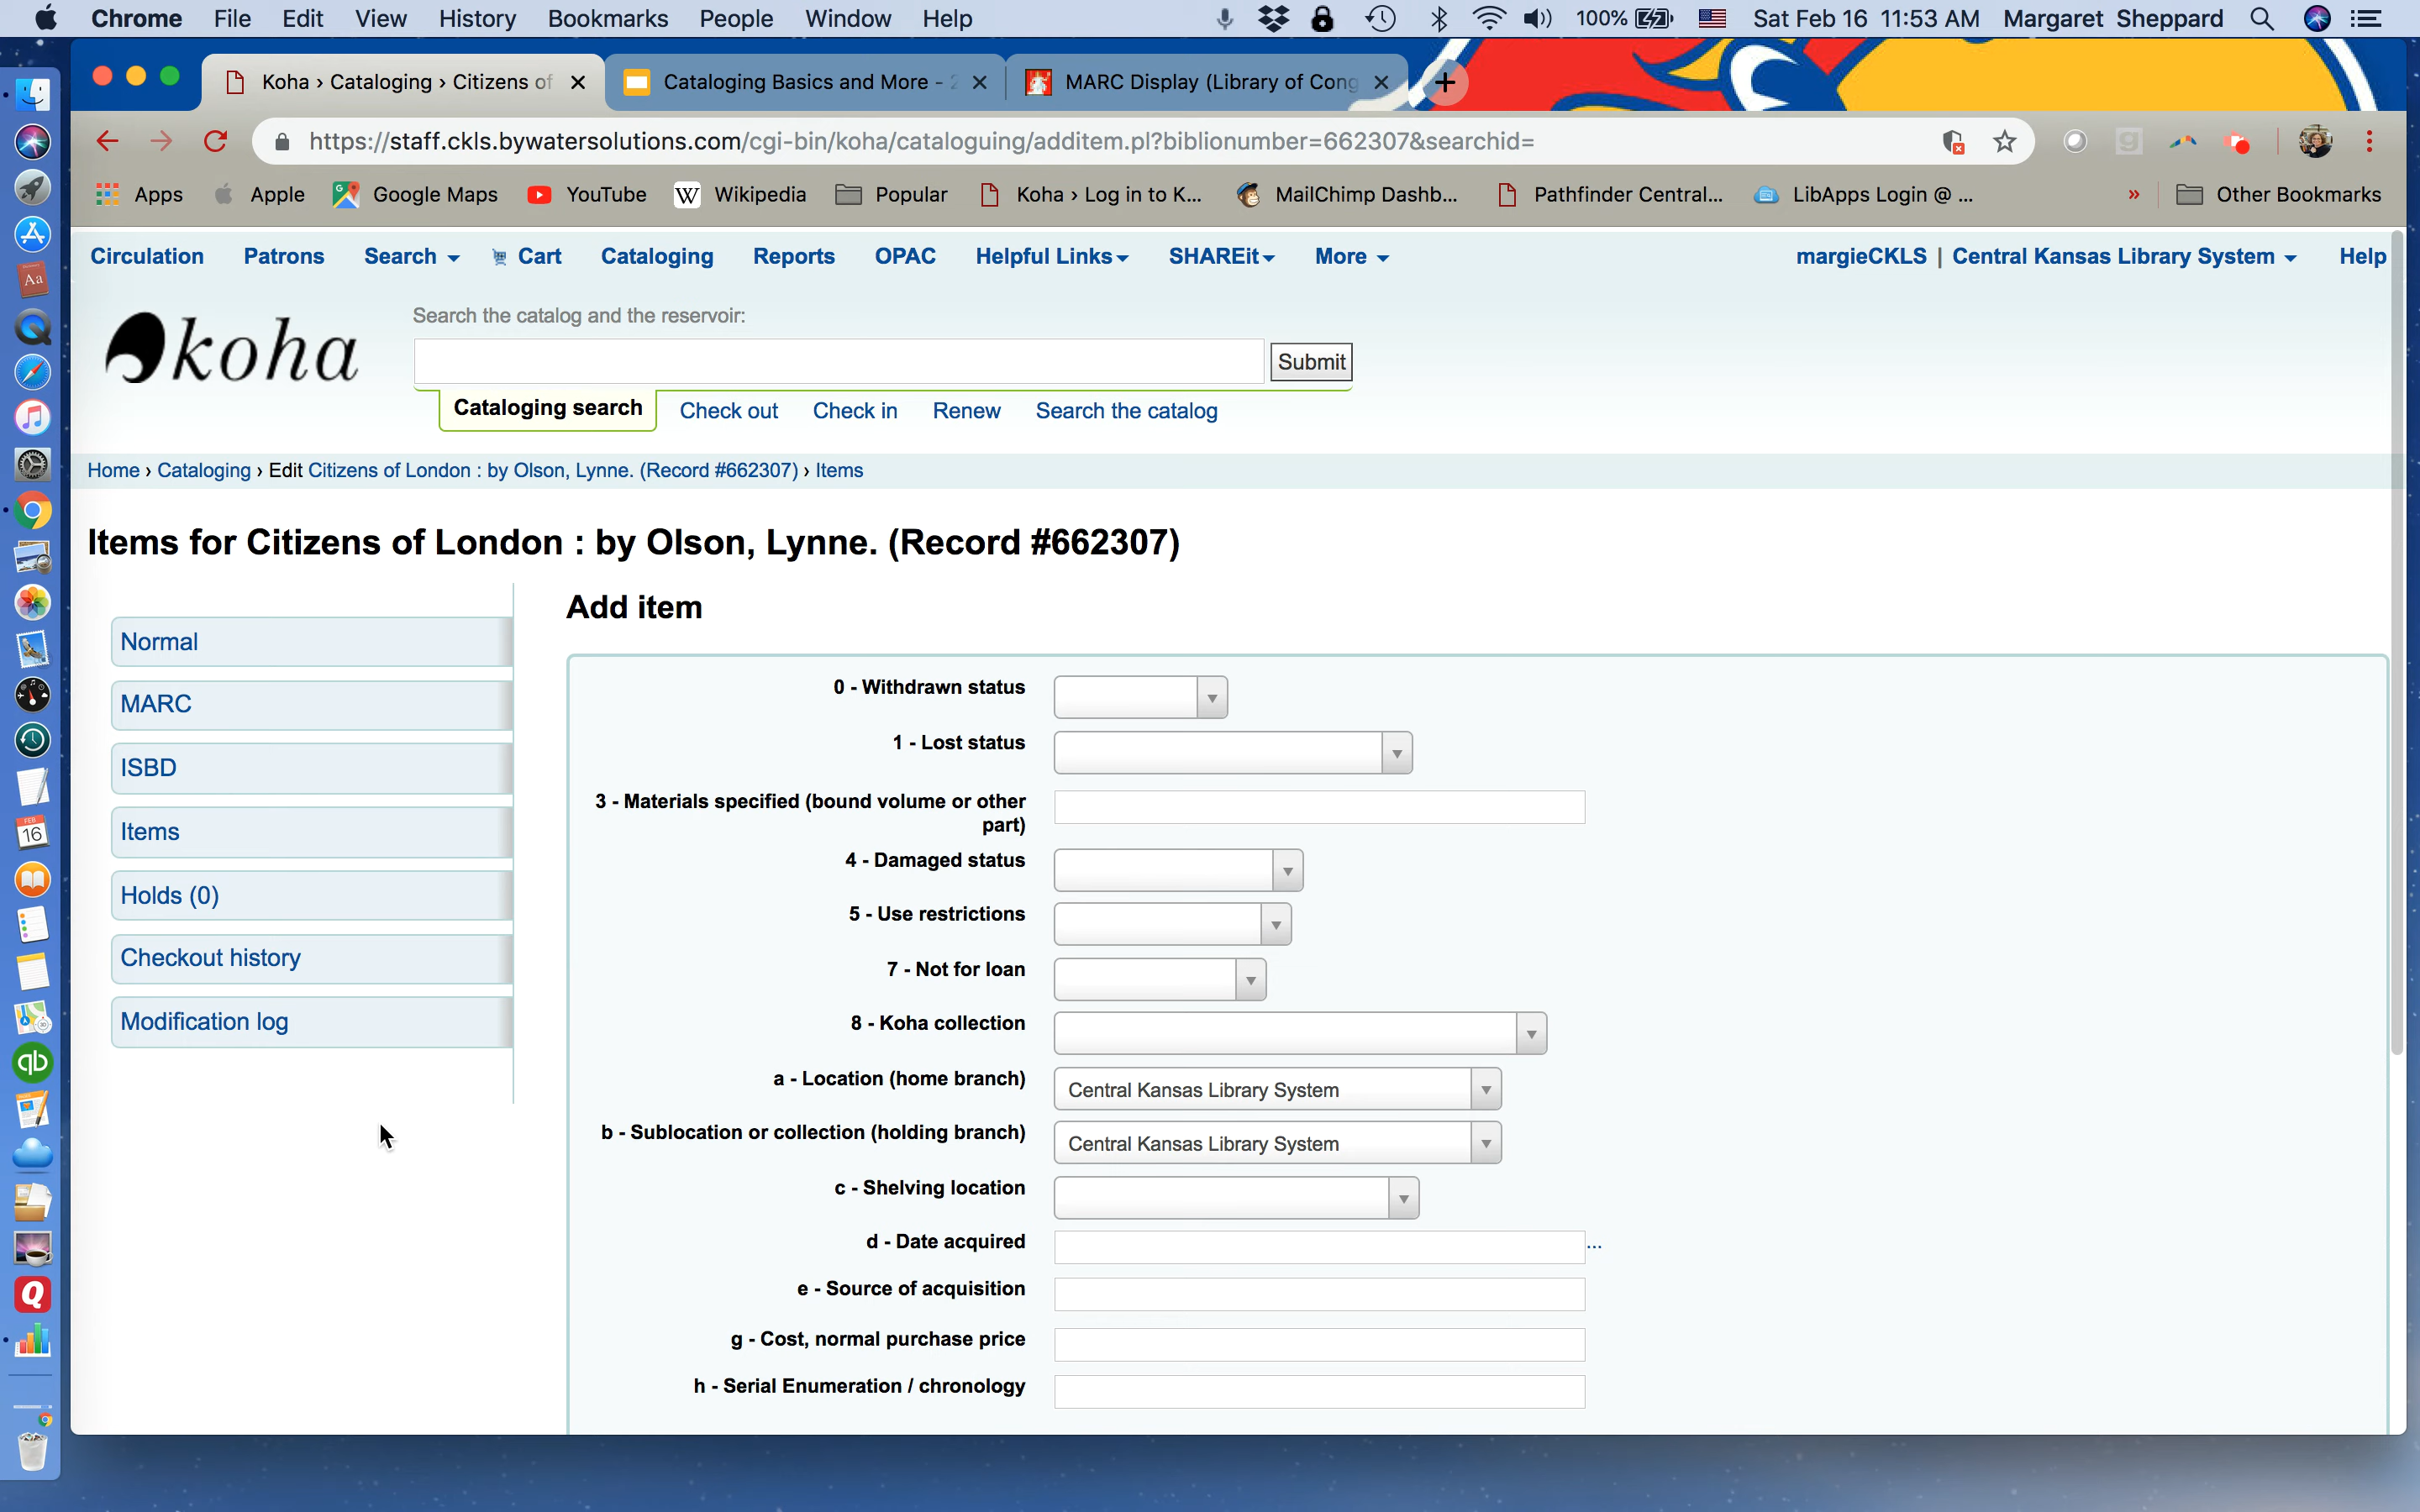 Chrome File Edit View History Bookmarks People Window Help 100% Sat Feb 16 11:53 AM Margaret Sheppard
Koha › Cataloging › Citizens of Cataloging Basics and More - MARC Display (Library of Cong
https://staff.ckls.bywatersolutions.com/cgi-bin/koha/cataloguing/additem.pl?biblionumber=662307&searchid=
Apps Apple Google Maps YouTube W Wikipedia Popular Koha › Log in to K... MailChimp Dashb... Pathfinder Central... LibApps Login @ ... » Other Bookmarks
Circulation Patrons Search Cart Cataloging Reports OPAC Helpful Links SHAREit More margieCKLS | Central Kansas Library System Help
Search the catalog and the reservoir:
koha
Submit
Cataloging search Check out Check in Renew Search the catalog
Home › Cataloging › Edit Citizens of London : by Olson, Lynne. (Record #662307) › Items
Items for Citizens of London : by Olson, Lynne. (Record #662307)
Normal
MARC
ISBD
Items
Holds (0)
Checkout history
Modification log
Add item
0 - Withdrawn status
1 - Lost status
3 - Materials specified (bound volume or other
part)
4 - Damaged status
5 - Use restrictions
7 - Not for loan
8 - Koha collection
a - Location (home branch) Central Kansas Library System
b - Sublocation or collection (holding branch) Central Kansas Library System
c - Shelving location
d - Date acquired ...
e - Source of acquisition
g - Cost, normal purchase price
h - Serial Enumeration / chronology
Aa
FEB
16
qb
Q